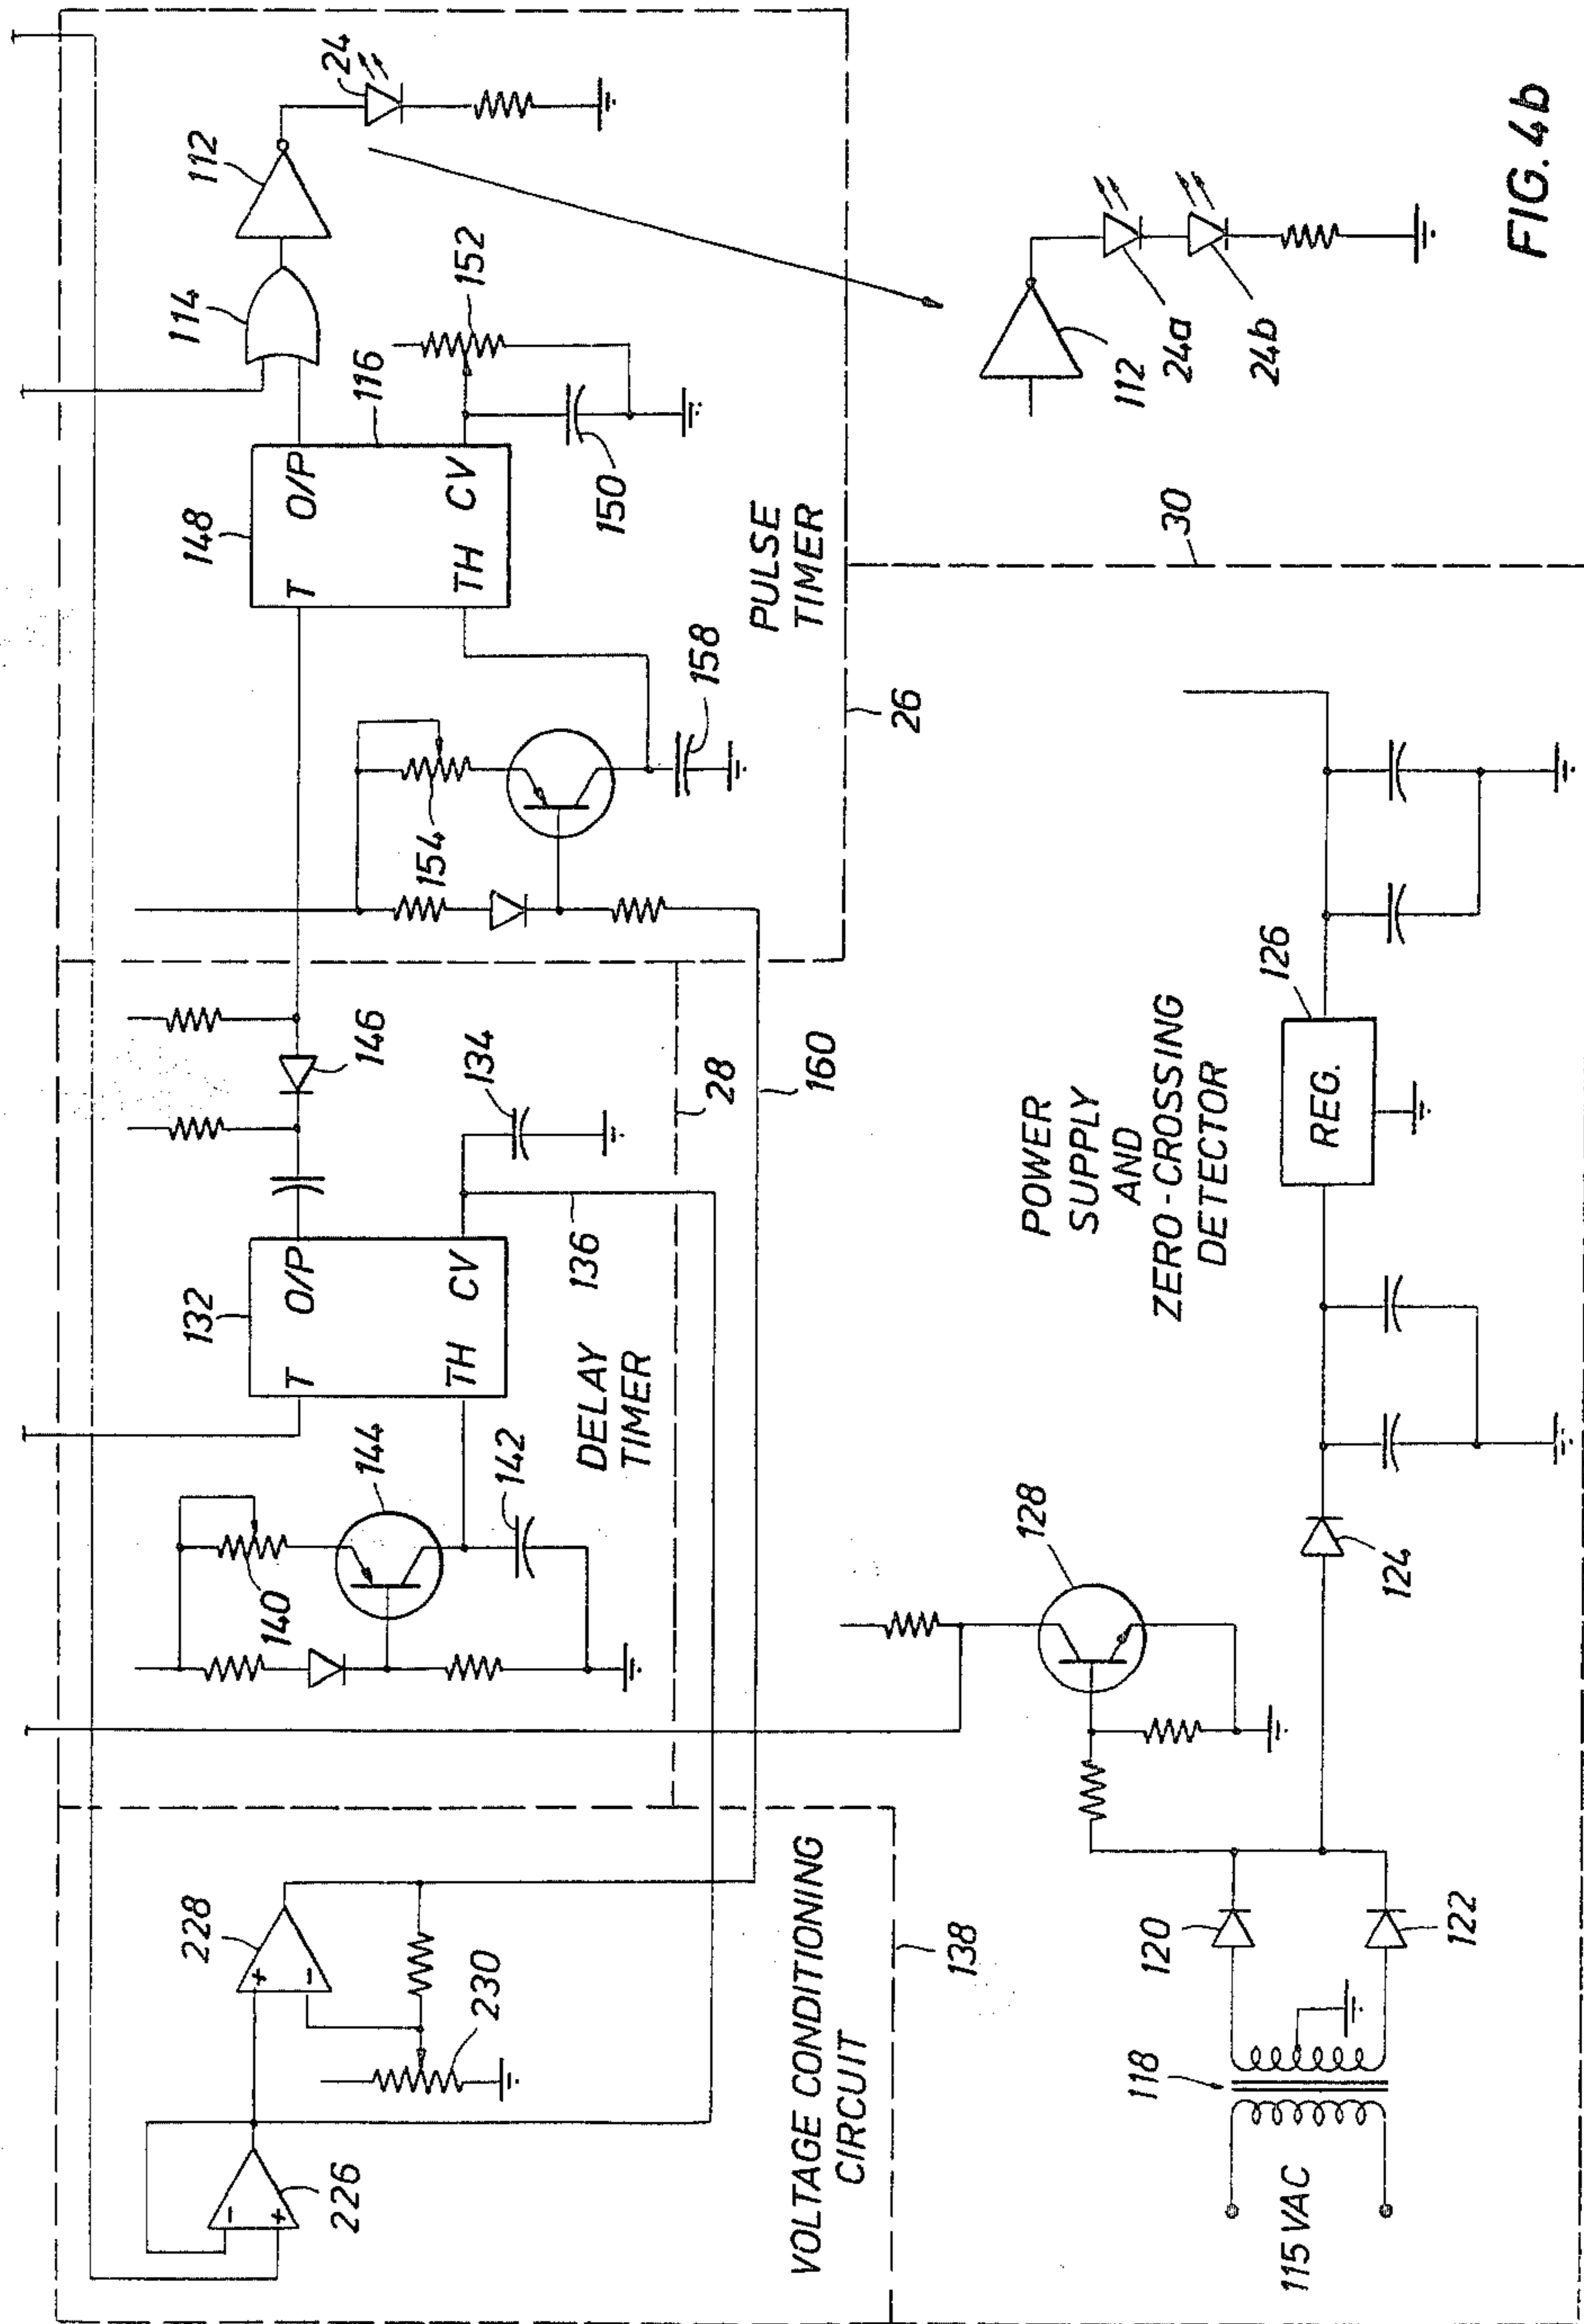 226
228
230
VOLTAGE CONDITIONING
CIRCUIT
138
140
144
142
DELAY
TIMER
132
T
O/P
TH
CV
136
134
146
28
160
154
158
26
PULSE
TIMER
148
T
O/P
TH
CV
116
150
152
114
112
24
112
24a
24b
30
115 VAC
118
120
122
128
124
POWER
SUPPLY
AND
ZERO-CROSSING
DETECTOR
REG.
126
FIG. 4b